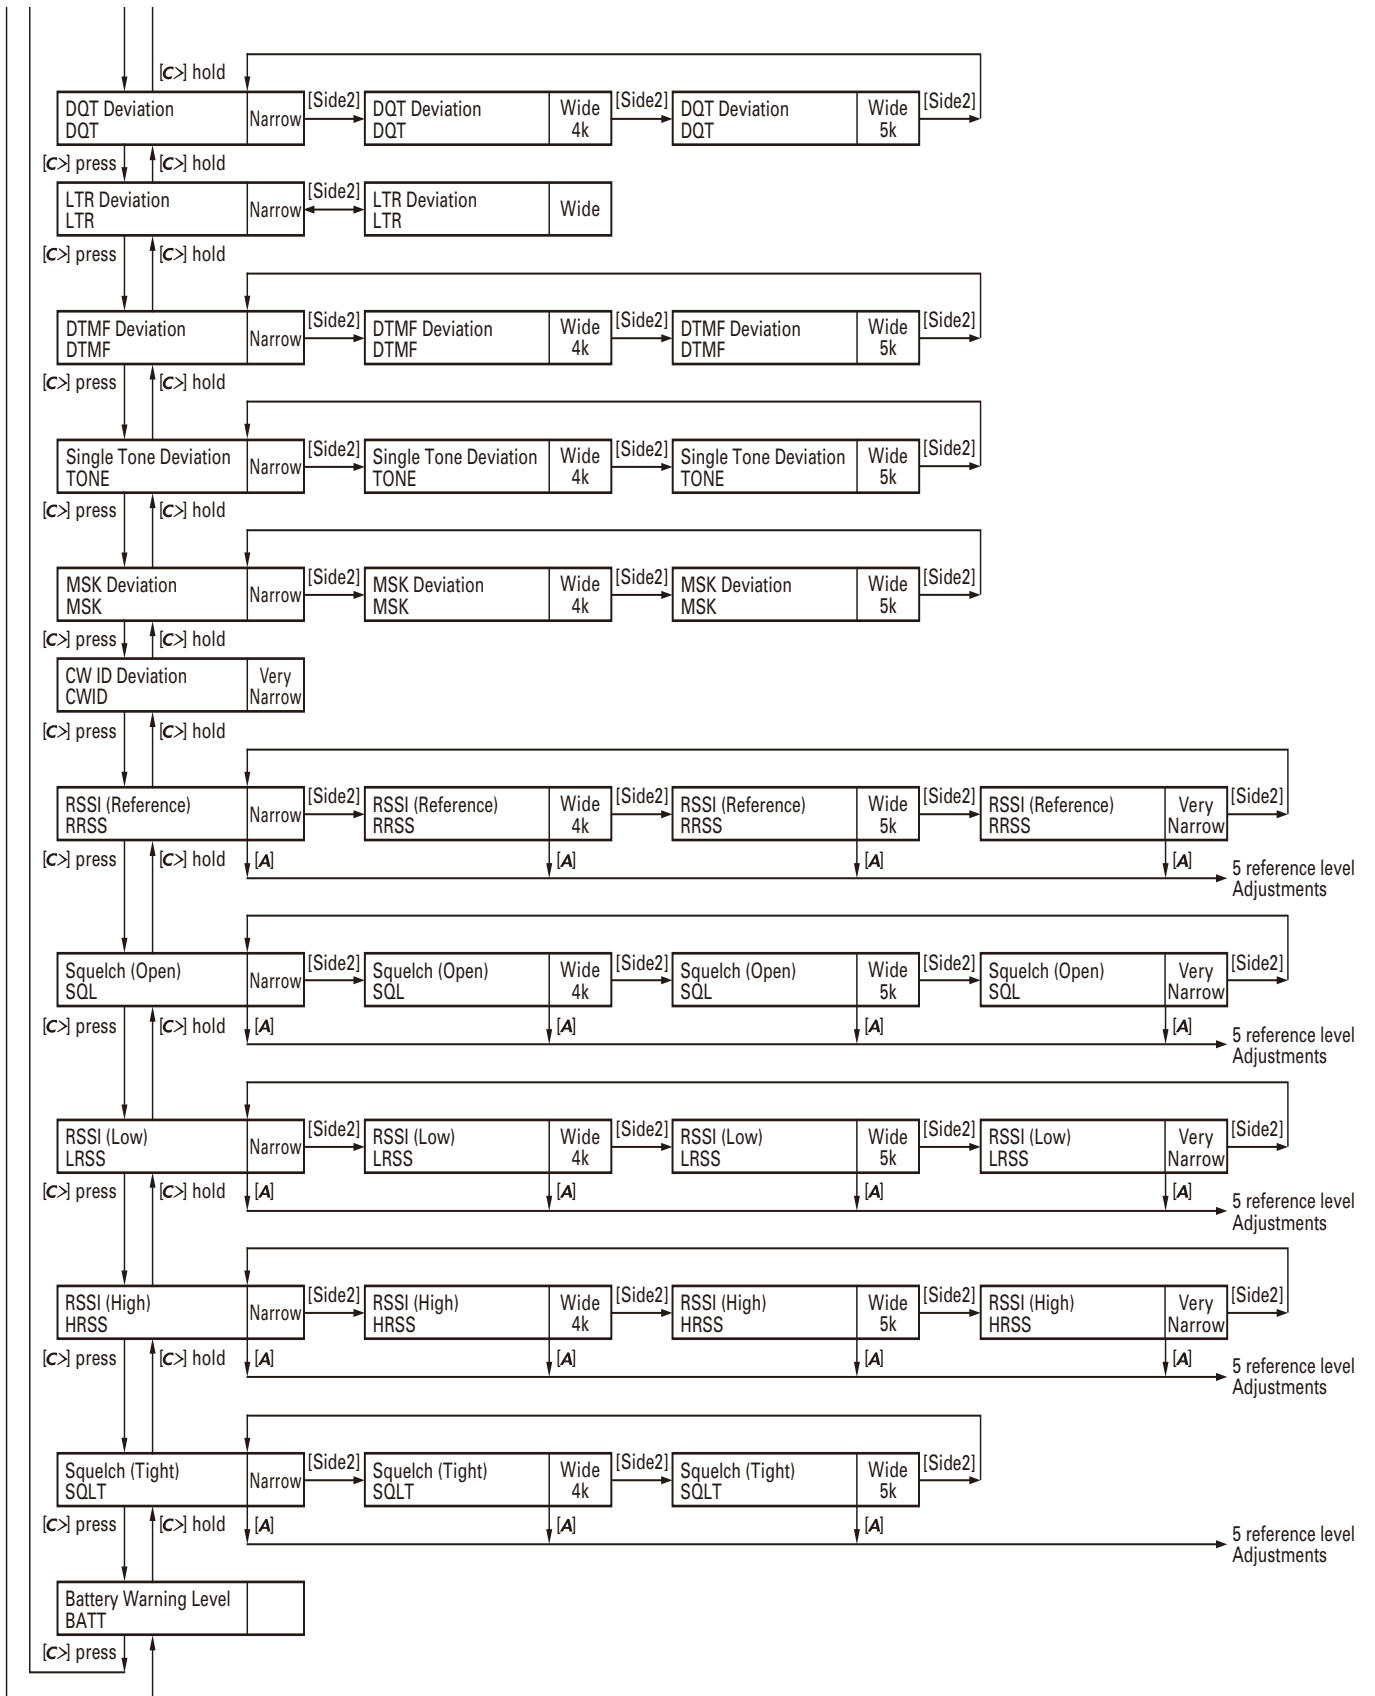 [C>] hold
DQT Deviation
DQT
Narrow
[Side2]
DQT Deviation
DQT
Wide
4k
[Side2]
DQT Deviation
DQT
Wide
5k
[Side2]
[C>] press
[C>] hold
LTR Deviation
LTR
Narrow
[Side2]
LTR Deviation
LTR
Wide
[C>] press
[C>] hold
DTMF Deviation
DTMF
Narrow
[Side2]
DTMF Deviation
DTMF
Wide
4k
[Side2]
DTMF Deviation
DTMF
Wide
5k
[Side2]
[C>] press
[C>] hold
Single Tone Deviation
TONE
Narrow
[Side2]
Single Tone Deviation
TONE
Wide
4k
[Side2]
Single Tone Deviation
TONE
Wide
5k
[Side2]
[C>] press
[C>] hold
MSK Deviation
MSK
Narrow
[Side2]
MSK Deviation
MSK
Wide
4k
[Side2]
MSK Deviation
MSK
Wide
5k
[Side2]
[C>] press
[C>] hold
CW ID Deviation
CWID
Very
Narrow
[C>] press
[C>] hold
RSSI (Reference)
RRSS
Narrow
[Side2]
RSSI (Reference)
RRSS
Wide
4k
[Side2]
RSSI (Reference)
RRSS
Wide
5k
[Side2]
RSSI (Reference)
RRSS
Very
Narrow
[Side2]
[C>] press
[C>] hold
[A]
[A]
[A]
[A]
5 reference level
Adjustments
Squelch (Open)
SQL
Narrow
[Side2]
Squelch (Open)
SQL
Wide
4k
[Side2]
Squelch (Open)
SQL
Wide
5k
[Side2]
Squelch (Open)
SQL
Very
Narrow
[Side2]
[C>] press
[C>] hold
[A]
[A]
[A]
[A]
5 reference level
Adjustments
RSSI (Low)
LRSS
Narrow
[Side2]
RSSI (Low)
LRSS
Wide
4k
[Side2]
RSSI (Low)
LRSS
Wide
5k
[Side2]
RSSI (Low)
LRSS
Very
Narrow
[Side2]
[C>] press
[C>] hold
[A]
[A]
[A]
[A]
5 reference level
Adjustments
RSSI (High)
HRSS
Narrow
[Side2]
RSSI (High)
HRSS
Wide
4k
[Side2]
RSSI (High)
HRSS
Wide
5k
[Side2]
RSSI (High)
HRSS
Very
Narrow
[Side2]
[C>] press
[C>] hold
[A]
[A]
[A]
[A]
5 reference level
Adjustments
Squelch (Tight)
SQLT
Narrow
[Side2]
Squelch (Tight)
SQLT
Wide
4k
[Side2]
Squelch (Tight)
SQLT
Wide
5k
[Side2]
[C>] press
[C>] hold
[A]
[A]
[A]
5 reference level
Adjustments
Battery Warning Level
BATT
[C>] press